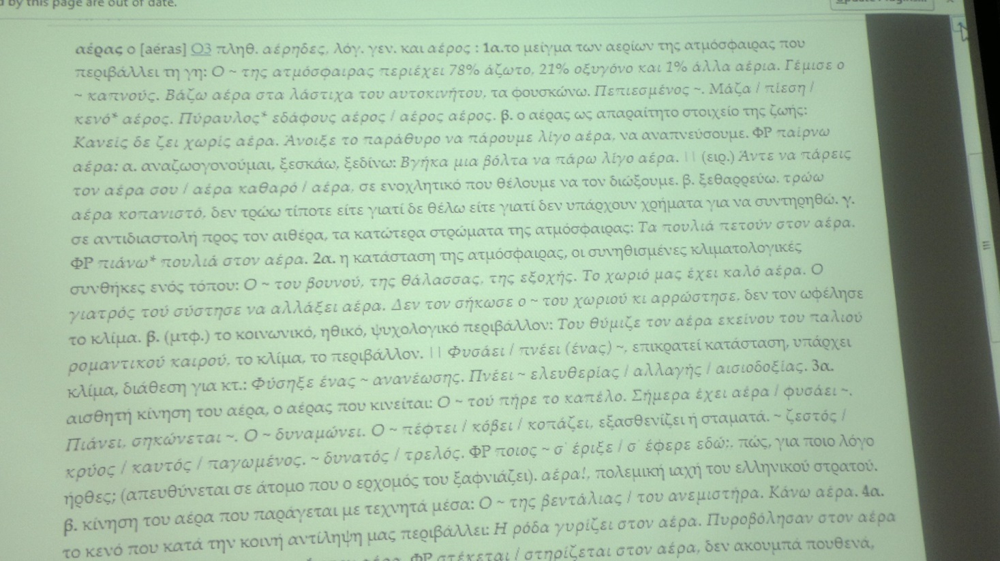 by this page are out of date.
αέρας ο [aéras] Ο3 πληθ. αέρηδες, λόγ. γεν. και αέρος : 1α.το μείγμα των αερίων της ατμόσφαιρας που
περιβάλλει τη γη: Ο ~ της ατμόσφαιρας περιέχει 78% άζωτο, 21% οξυγόνο και 1% άλλα αέρια. Γέμισε ο
~ καπνούς. Βάζω αέρα στα λάστιχα του αυτοκινήτου, τα φουσκώνω. Πεπιεσμένος ~. Μάζα / πίεση /
κενό* αέρος. Πύραυλος* εδάφους αέρος / αέρος αέρος. β. ο αέρας ως απαραίτητο στοιχείο της ζωής:
Κανείς δε ζει χωρίς αέρα. Άνοιξε το παράθυρο να πάρουμε λίγο αέρα, να αναπνεύσουμε. ΦΡ παίρνω
αέρα: α. αναζωογονούμαι, ξεσκάω, ξεδίνω: Βγήκα μια βόλτα να πάρω λίγο αέρα. || (ειρ.) Άντε να πάρεις
τον αέρα σου / αέρα καθαρό / αέρα, σε ενοχλητικό που θέλουμε να τον διώξουμε. β. ξεθαρρεύω. τρώω
αέρα κοπανιστό, δεν τρώω τίποτε είτε γιατί δε θέλω είτε γιατί δεν υπάρχουν χρήματα για να συντηρηθώ. γ.
σε αντιδιαστολή προς τον αιθέρα, τα κατώτερα στρώματα της ατμόσφαιρας: Τα πουλιά πετούν στον αέρα.
ΦΡ πιάνω* πουλιά στον αέρα. 2α. η κατάσταση της ατμόσφαιρας, οι συνηθισμένες κλιματολογικές
συνθήκες ενός τόπου: Ο ~ του βουνού, της θάλασσας, της εξοχής. Το χωριό μας έχει καλό αέρα. Ο
γιατρός τού σύστησε να αλλάξει αέρα. Δεν τον σήκωσε ο ~ του χωριού κι αρρώστησε, δεν τον ωφέλησε
το κλίμα. β. (μτφ.) το κοινωνικό, ηθικό, ψυχολογικό περιβάλλον: Του θύμιζε τον αέρα εκείνου του παλιού
ρομαντικού καιρού, το κλίμα, το περιβάλλον. || Φυσάει / πνέει (ένας) ~, επικρατεί κατάσταση, υπάρχει
κλίμα, διάθεση για κτ.: Φύσηξε ένας ~ ανανέωσης. Πνέει ~ ελευθερίας / αλλαγής / αισιοδοξίας. 3α.
αισθητή κίνηση του αέρα, ο αέρας που κινείται: Ο ~ τού πήρε το καπέλο. Σήμερα έχει αέρα / φυσάει ~.
Πιάνει, σηκώνεται ~. Ο ~ δυναμώνει. Ο ~ πέφτει / κόβει / κοπάζει, εξασθενίζει ή σταματά. ~ ζεστός /
κρύος / καυτός / παγωμένος. ~ δυνατός / τρελός. ΦΡ ποιος ~ σ' έριξε / σ' έφερε εδώ;, πώς, για ποιο λόγο
ήρθες; (απευθύνεται σε άτομο που ο ερχομός του ξαφνιάζει). αέρα!, πολεμική ιαχή του ελληνικού στρατού.
β. κίνηση του αέρα που παράγεται με τεχνητά μέσα: Ο ~ της βεντάλιας / του ανεμιστήρα. Κάνω αέρα. 4α.
το κενό που κατά την κοινή αντίληψη μας περιβάλλει: Η ρόδα γυρίζει στον αέρα. Πυροβόλησαν στον αέρα
αέρα. ΦΡ στέκεται / στηρίζεται στον αέρα, δεν ακουμπά πουθενά,